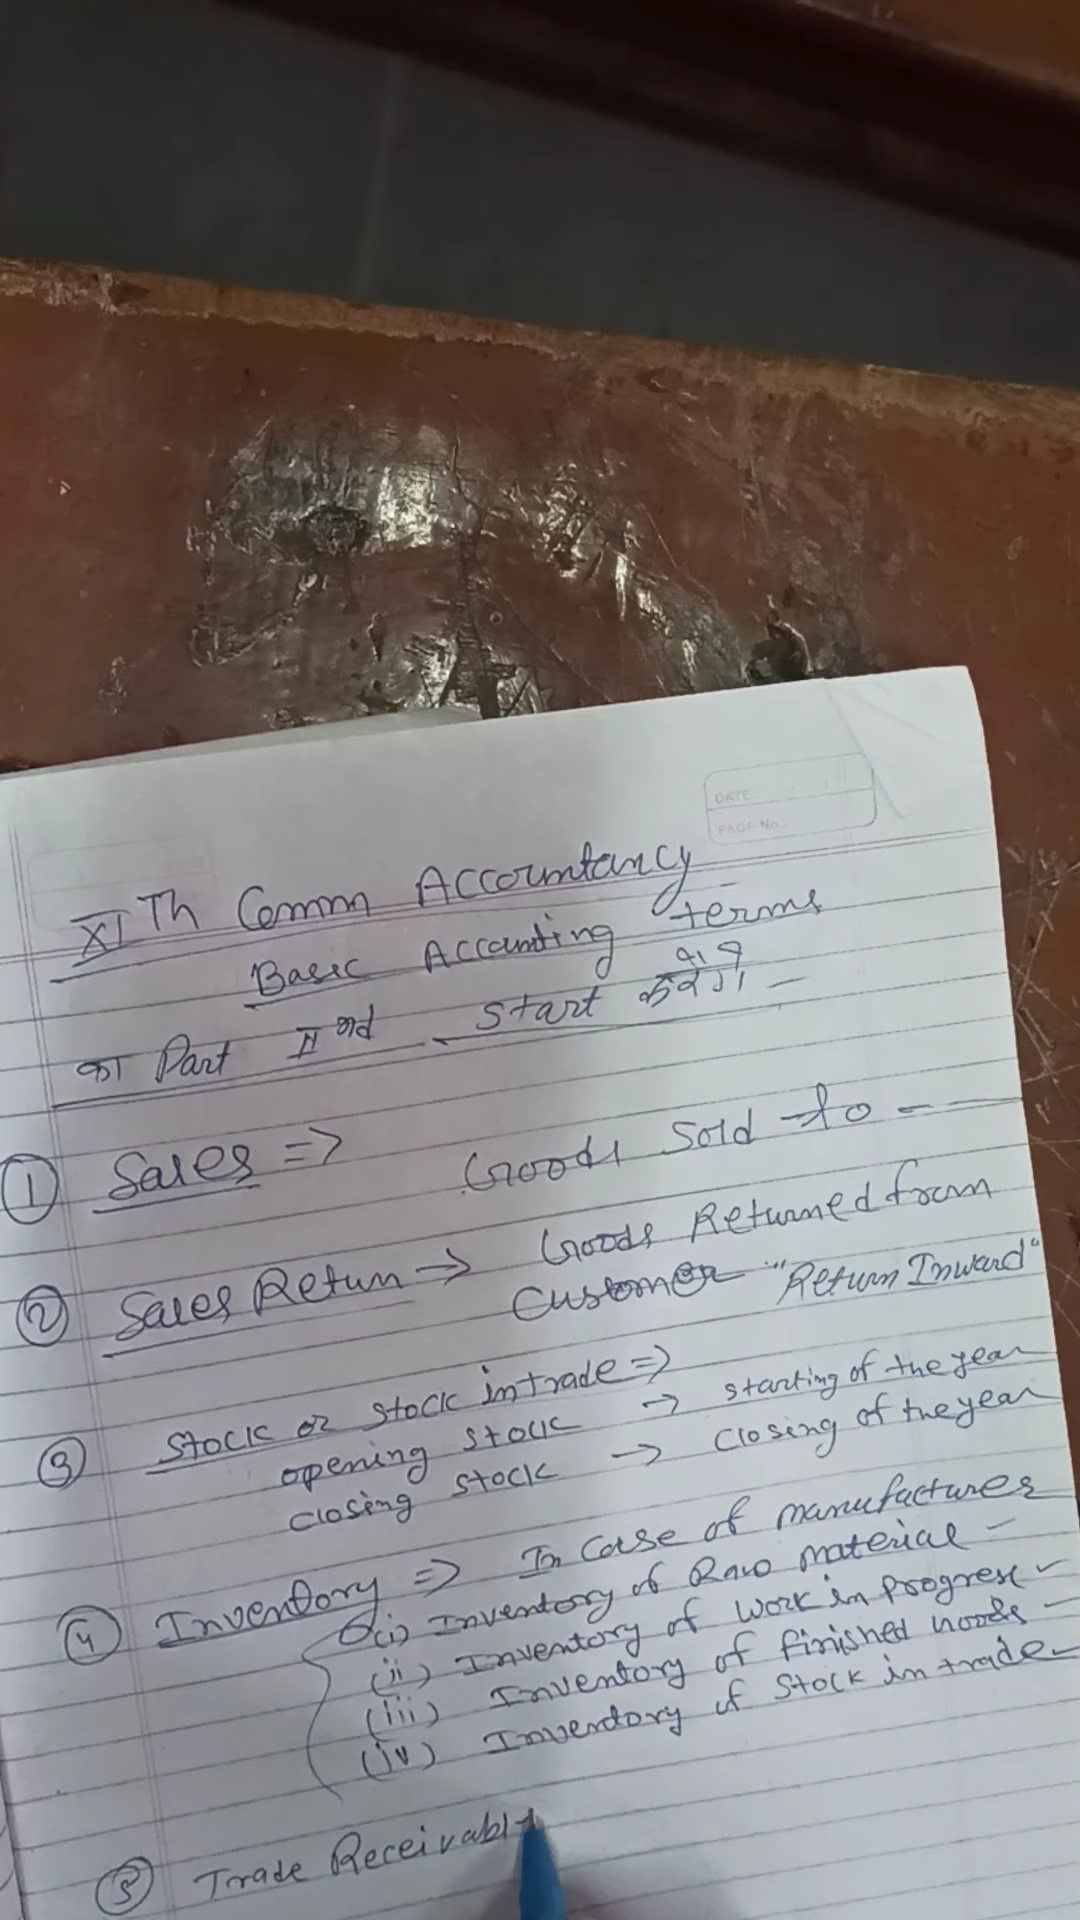 DATE: / /
PAGE No.
XI Th Comm Accountancy
Basic Accounting terms
का Part II nd start करेंगे –
① Sales => Goods Sold to - —
② Sales Return → Goods Returned from
Customer "Return Inward"
③ Stock or Stock in trade =>
opening stock → starting of the year
closing stock → closing of the year
④ Inventory => In Case of manufactures
(i) Inventory of Raw material –
(ii) Inventory of work in progress –
(iii) Inventory of finished Goods –
(iv) Inventory of Stock in trade –
⑤ Trade Receivabl